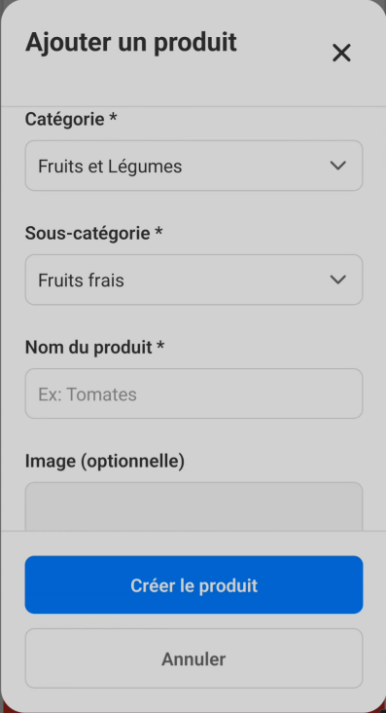 Ajouter un produit
Catégorie *
Fruits et Légumes
Sous-catégorie *
Fruits frais
Nom du produit *
Ex: Tomates
Image (optionnelle)
Créer le produit
Annuler